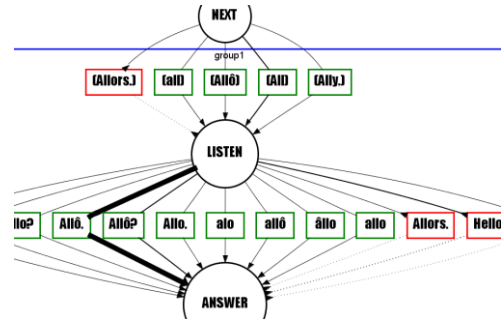 NEXT
group1
(Allors.) (all) (Allô) (All) (Ally.)
LISTEN
llo? Allô. Allô? Allo. alo allô âllo allo Allors. Hello
ANSWER